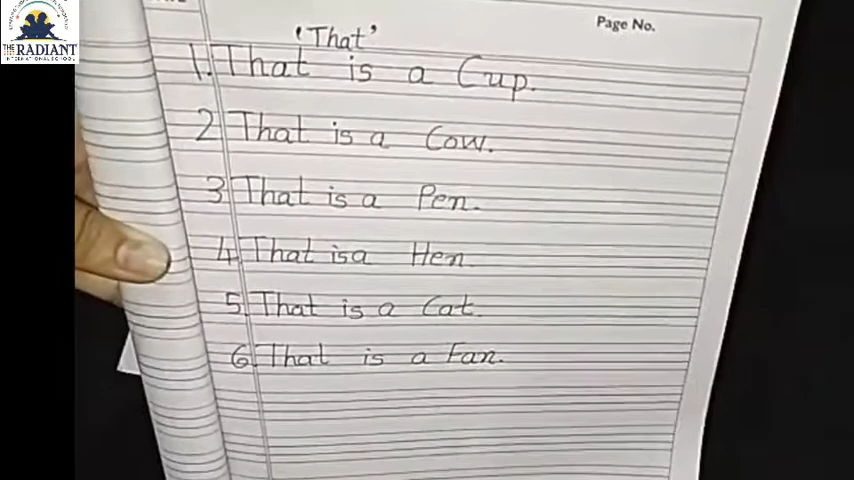 THE RADIANT
INTERNATIONAL SCHOOL
Page No.
'That'
1. That is a Cup.
2 That is a Cow.
3 That is a Pen.
4 That is a Hen
5 That is a Cat.
6. That is a Fan.